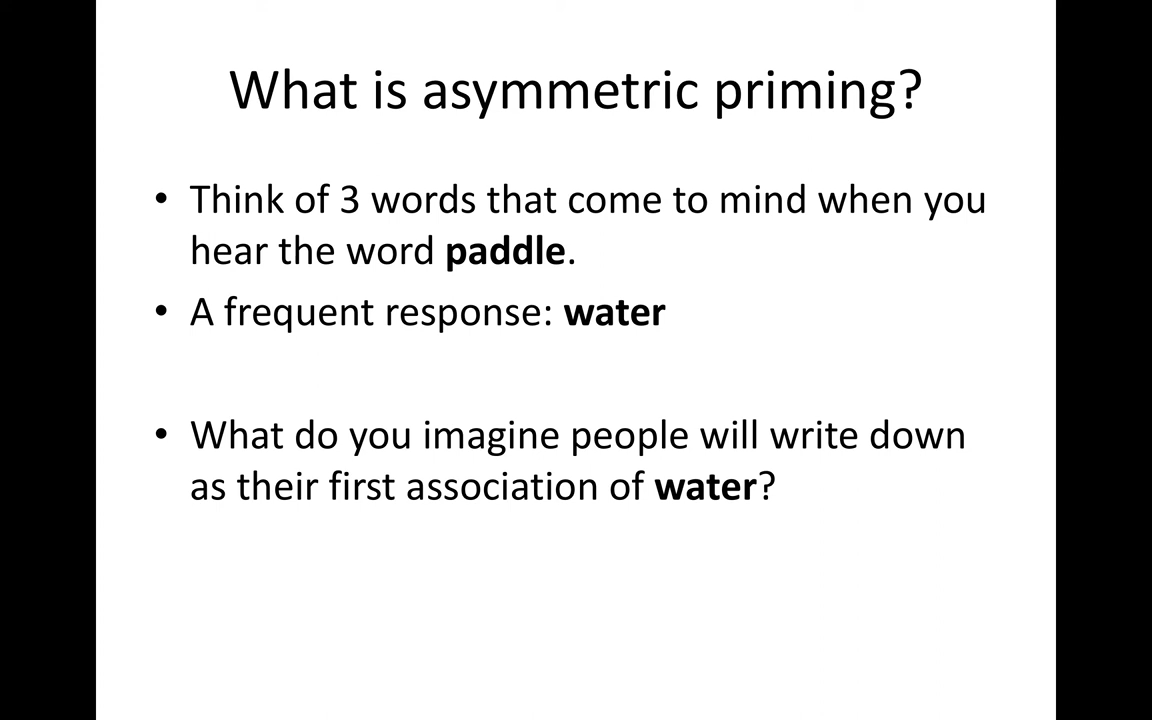 What is asymmetric priming?
• Think of 3 words that come to mind when you
hear the word paddle.
• A frequent response: water
• What do you imagine people will write down
as their first association of water?